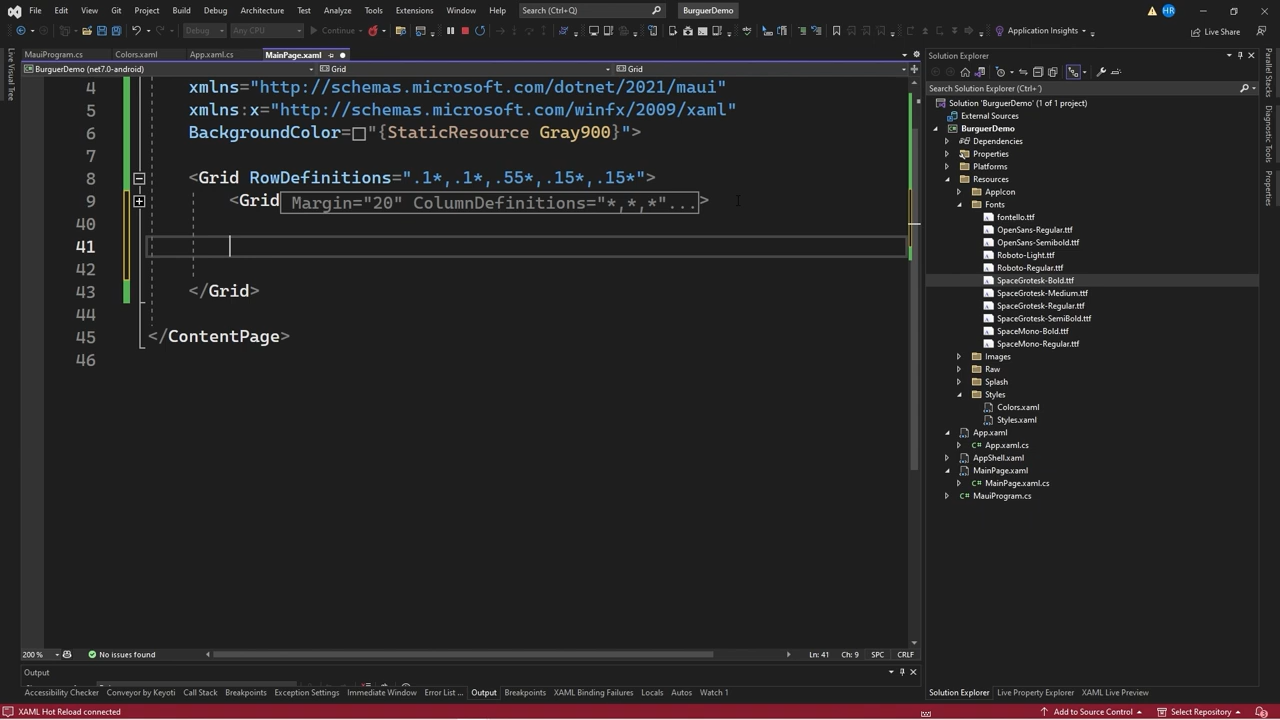 File Edit View Git Project Build Debug Architecture Test Analyze Tools Extensions Window Help Search (Ctrl+Q) BurguerDemo HR
Debug Any CPU Continue Application Insights Live Share
MauiProgram.cs Colors.xaml App.xaml.cs MainPage.xaml Solution Explorer
BurguerDemo (net7.0-android) Grid Grid
Search Solution Explorer (Ctrl+')
4 xmlns="http://schemas.microsoft.com/dotnet/2021/maui"
5 xmlns:x="http://schemas.microsoft.com/winfx/2009/xaml"
6 BackgroundColor="{StaticResource Gray900}">
7
8 <Grid RowDefinitions=".1*,.1*,.55*,.15*,.15*">
9 <Grid Margin="20" ColumnDefinitions="*,*,*"...>
40
41
42
43 </Grid>
44
45 </ContentPage>
46
Live Visual Tree
Solution 'BurguerDemo' (1 of 1 project)
External Sources
BurguerDemo
Dependencies
Properties
Platforms
Resources
AppIcon
Fonts
fontello.ttf
OpenSans-Regular.ttf
OpenSans-Semibold.ttf
Roboto-Light.ttf
Roboto-Regular.ttf
SpaceGrotesk-Bold.ttf
SpaceGrotesk-Medium.ttf
SpaceGrotesk-Regular.ttf
SpaceGrotesk-SemiBold.ttf
SpaceMono-Bold.ttf
SpaceMono-Regular.ttf
Images
Raw
Splash
Styles
Colors.xaml
Styles.xaml
App.xaml
App.xaml.cs
AppShell.xaml
MainPage.xaml
MainPage.xaml.cs
MauiProgram.cs
Parallel Stacks
Diagnostic Tools
Properties
200 % No issues found Ln: 41 Ch: 9 SPC CRLF
Output
Accessibility Checker Conveyor by Keyoti Call Stack Breakpoints Exception Settings Immediate Window Error List ... Output Breakpoints XAML Binding Failures Locals Autos Watch 1 Solution Explorer Live Property Explorer XAML Live Preview
XAML Hot Reload connected Add to Source Control Select Repository